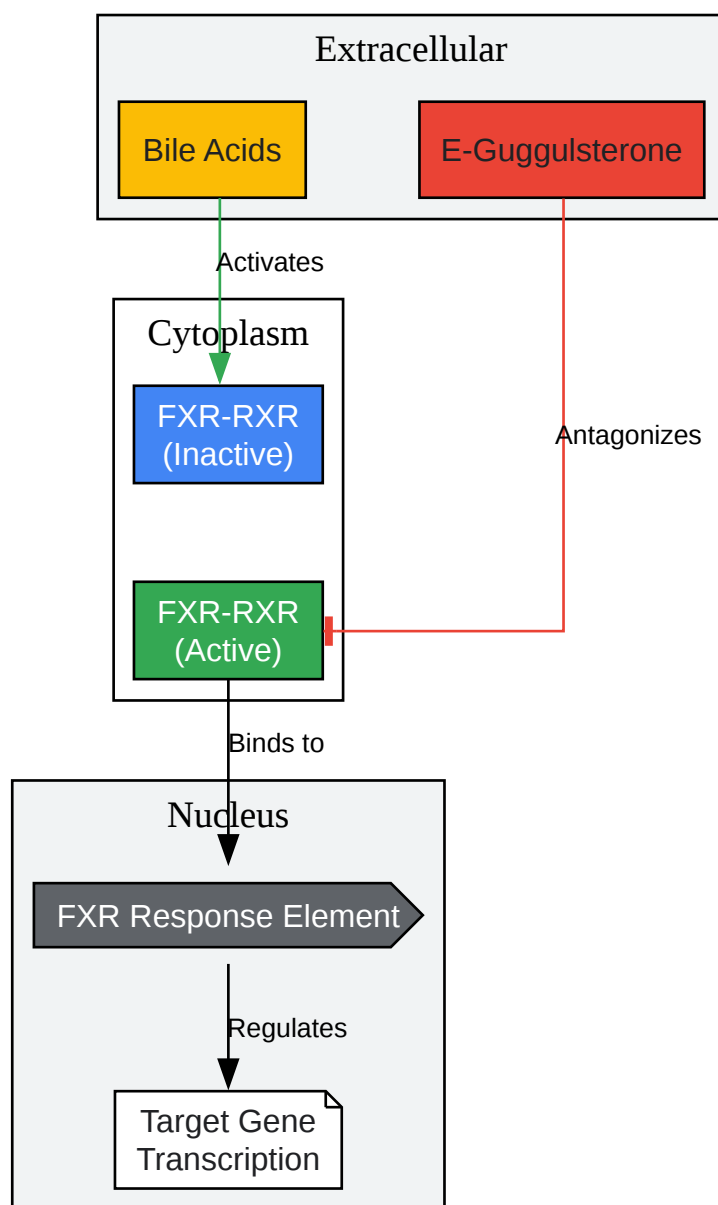 Extracellular
Bile Acids
E-Guggulsterone
Activates
Cytoplasm
FXR-RXR
(Inactive)
Antagonizes
FXR-RXR
(Active)
Binds to
Nucleus
FXR Response Element
Regulates
Target Gene
Transcription